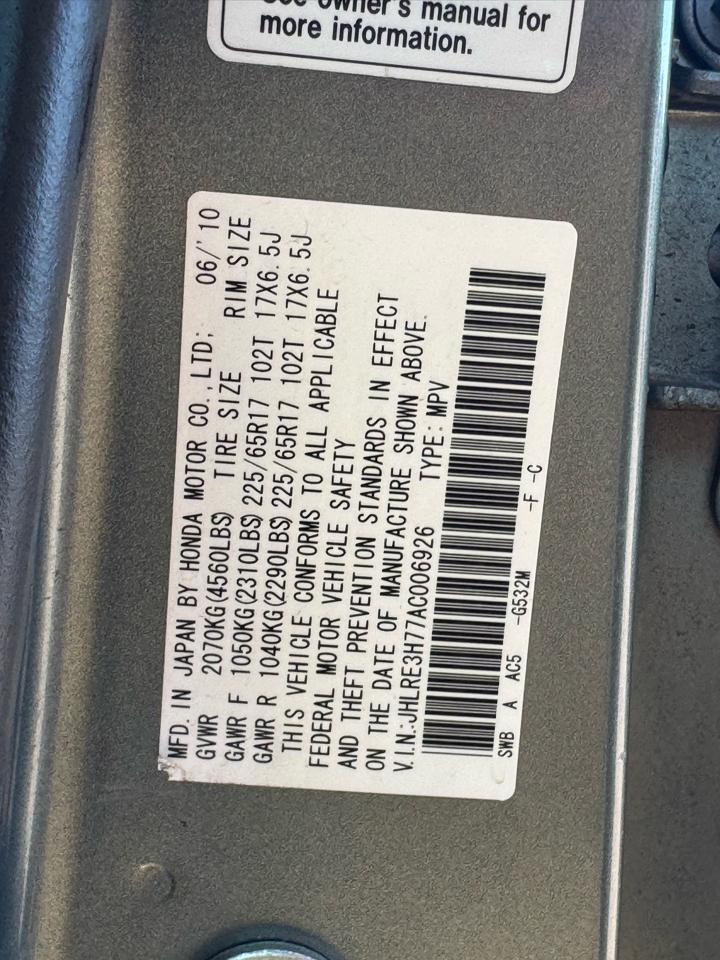 See owner's manual for
more information.
MFD. IN JAPAN BY HONDA MOTOR CO., LTD; 06/'10
GVWR 2070KG(4560LBS) TIRE SIZE RIM SIZE
GAWR F 1050KG(2310LBS) 225/65R17 102T 17X6.5J
GAWR R 1040KG(2290LBS) 225/65R17 102T 17X6.5J
THIS VEHICLE CONFORMS TO ALL APPLICABLE
FEDERAL MOTOR VEHICLE SAFETY
AND THEFT PREVENTION STANDARDS IN EFFECT
ON THE DATE OF MANUFACTURE SHOWN ABOVE.
V.I.N.:JHLRE3H77AC006926 TYPE: MPV
SWB A AC5 -G532M -F -C